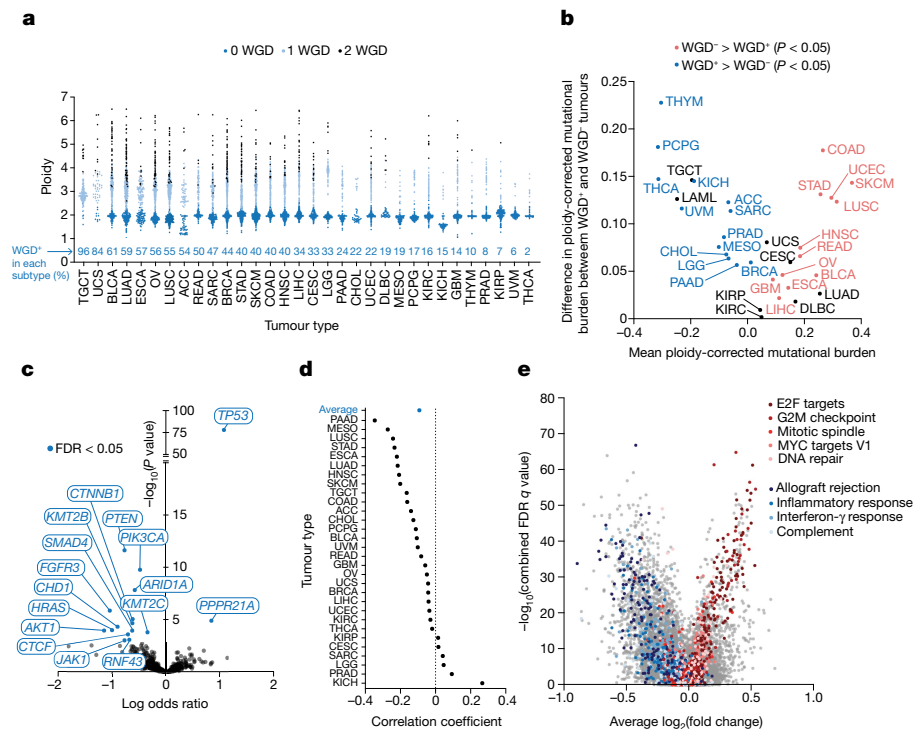 a
0 WGD 1 WGD 2 WGD
7
6
5
4
3
2
1
0
Ploidy
WGD+ in each subtype (%)
96 84 61 59 57 56 55 54 50 47 44 40 44 40 40 34 33 33 24 22 22 19 19 17 16 15 14 10 8 7 6 2
TGCT UCS BLCA LUAD ESCA OV LUSC ACC READ SARC BRCA STAD SKCM COAD HNSC LIHC CESC LGG PAAD CHOL UCEC DLBC MESO PCPG KIRC KICH GBM THYM PRAD KIRP UVM THCA
Tumour type
b
WGD− > WGD+ (P < 0.05)
WGD+ > WGD− (P < 0.05)
0.25
0.20
0.15
0.10
0.05
0
Difference in ploidy-corrected mutational
burden between WGD+ and WGD− tumours
THYM
PCPG
COAD
TGCT
UCEC
KICH
STAD
SKCM
THCA
LAML
UVM
ACC
SARC
LUSC
PRAD
MESO
UCS
HNSC
CHOL
CESC
READ
LGG
BRCA
OV
PAAD
BLCA
GBM
ESCA
KIRP
LUAD
KIRC
LIHC
DLBC
−0.4 −0.2 0 0.2 0.4
Mean ploidy-corrected mutational burden
c
FDR < 0.05
100
75
50
15
10
5
0
−log10(P value)
TP53
CTNNB1
KMT2B
PTEN
SMAD4
PIK3CA
FGFR3
ARID1A
CHD1
KMT2C
PPPR21A
HRAS
AKT1
CTCF
JAK1
RNF43
−2 −1 0 1 2
Log odds ratio
d
Average
PAAD
MESO
LUSC
STAD
ESCA
LUAD
HNSC
SKCM
TGCT
COAD
ACC
CHOL
PCPG
BLCA
UVM
READ
GBM
OV
UCS
BRCA
LIHC
UCEC
KIRC
THCA
KIRP
CESC
SARC
LGG
PRAD
KICH
Tumour type
−0.4 −0.2 0 0.2 0.4
Correlation coefficient
e
80
70
60
50
40
30
20
10
0
−log10(combined FDR q value)
E2F targets
G2M checkpoint
Mitotic spindle
MYC targets V1
DNA repair
Allograft rejection
Inflammatory response
Interferon-γ response
Complement
−1.0 −0.5 0 0.5 1.0
Average log2(fold change)